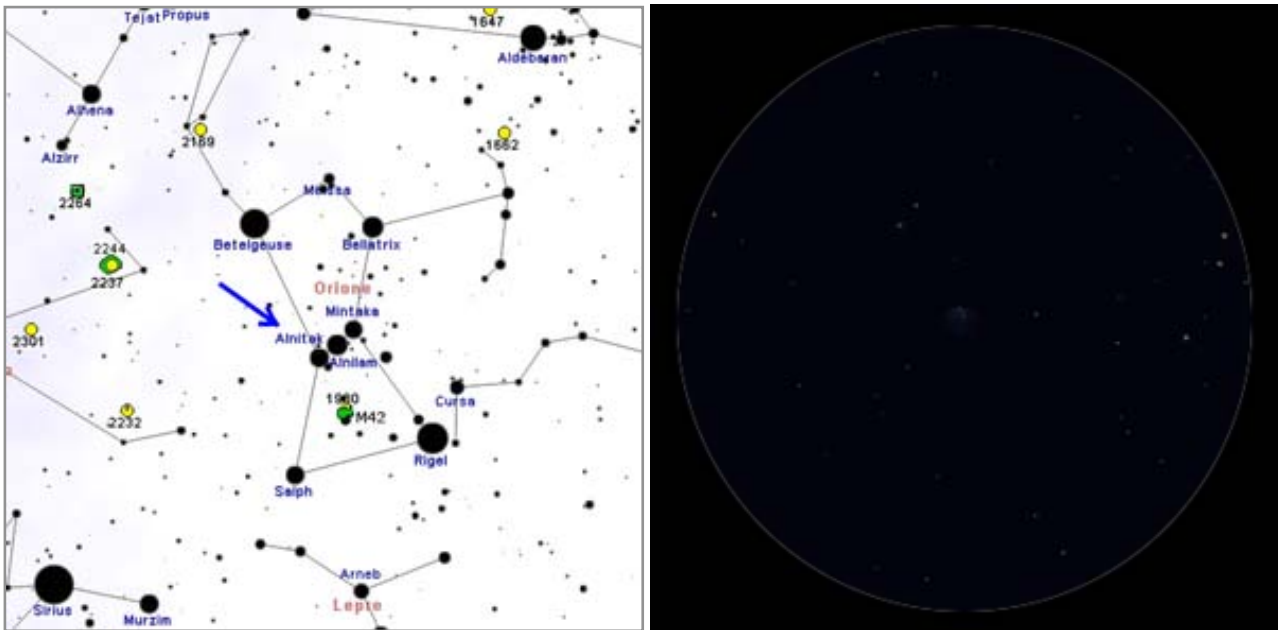 Tejat
Propus
1647
Aldebaran
Alhena
2169
1662
Alzirr
Meissa
2264
Betelgeuse
Bellatrix
2244
2237
Orione
Mintaka
2301
Alnitak
Alnilam
Cursa
1980
M42
2232
Rigel
Saiph
Arneb
Lepre
Sirius
Murzim